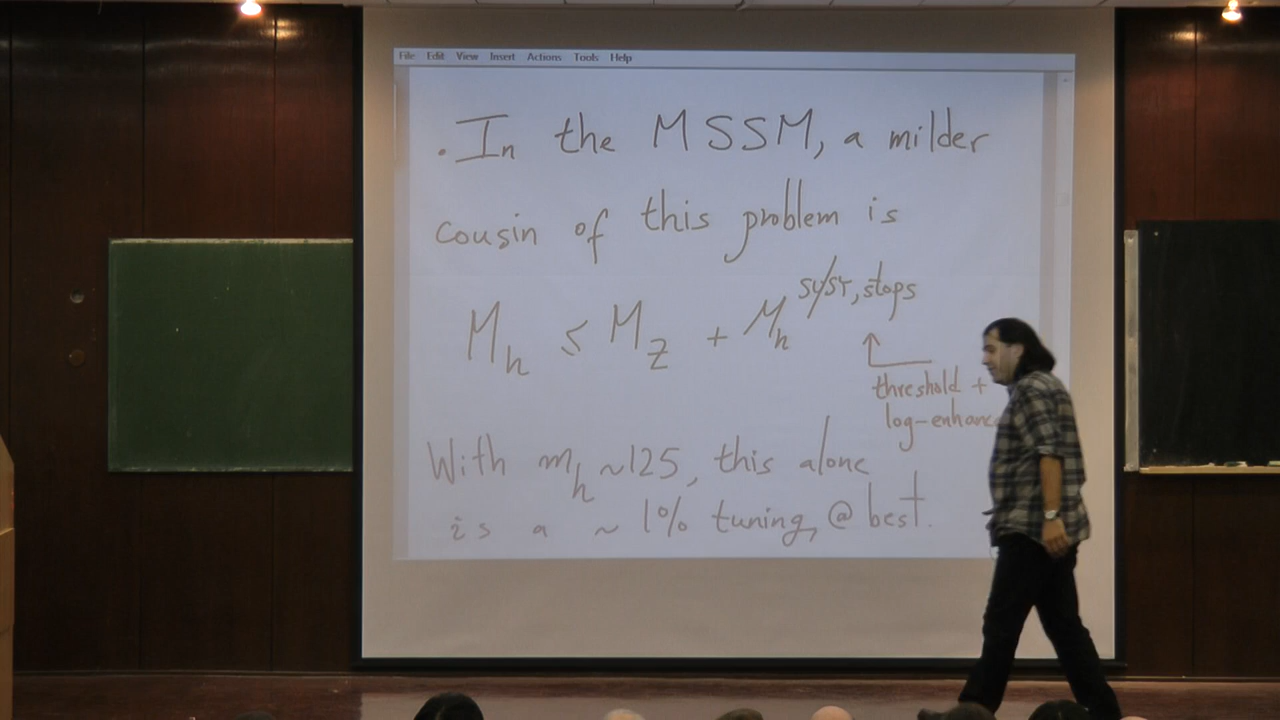 File Edit View Insert Actions Tools Help
. In the MSSM, a milder
cousin of this problem is
M_h ≤ M_Z + M_h^{SUSY, stops}
↑
threshold +
log-enhance
With m_h ~125, this alone
is a ~ 1% tuning, @ best.